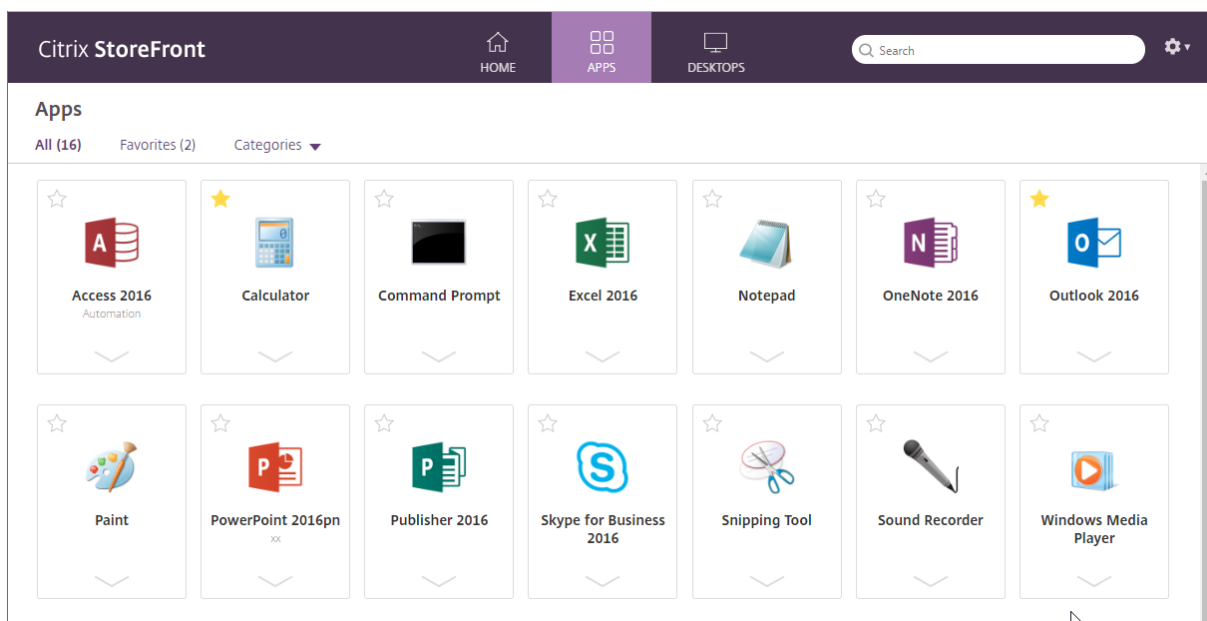 Citrix StoreFront
HOME
APPS
DESKTOPS
Search
Apps
All (16) Favorites (2) Categories
Access 2016
Automation
Calculator
Command Prompt
Excel 2016
Notepad
OneNote 2016
Outlook 2016
Paint
PowerPoint 2016pn
xx
Publisher 2016
Skype for Business
2016
Snipping Tool
Sound Recorder
Windows Media
Player